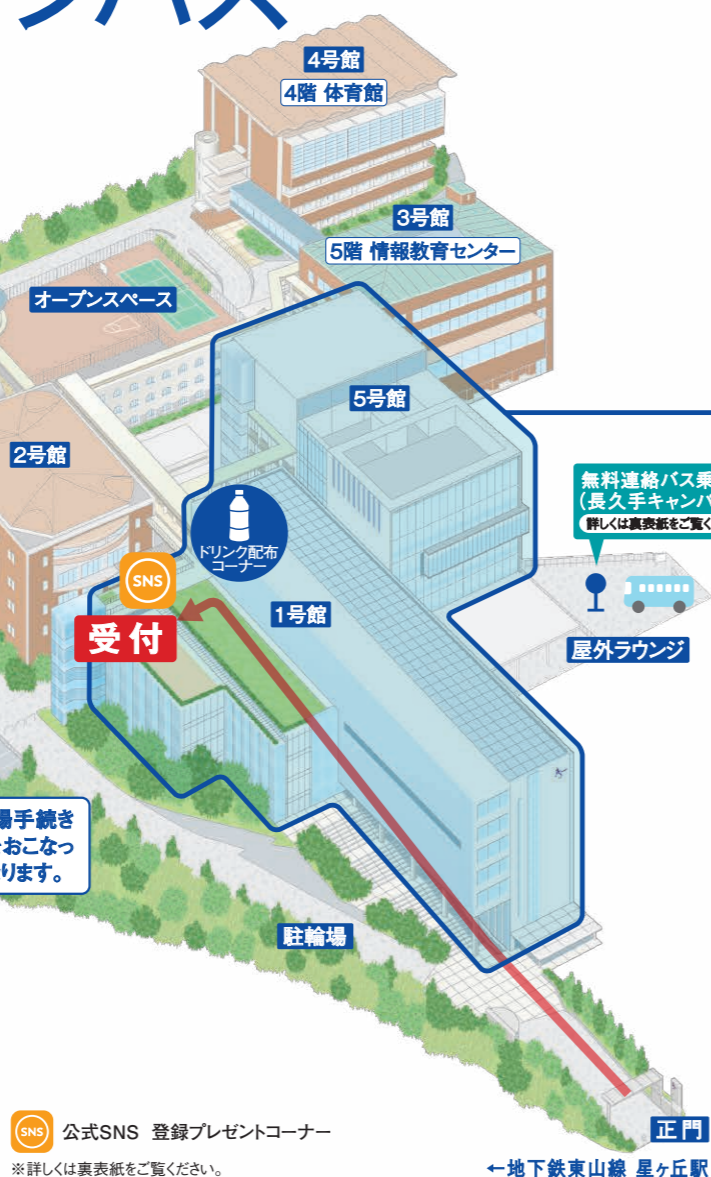 ンパス
4号館
4階 体育館
3号館
5階 情報教育センター
オープンスペース
5号館
2号館
無料連絡バス乗
(長久手キャンパ
詳しくは裏表紙をご覧く
ドリンク配布
コーナー
SNS
受付
1号館
屋外ラウンジ
場手続き
をおこなっ
ります。
駐輪場
SNS 公式SNS 登録プレゼントコーナー
正門
※詳しくは裏表紙をご覧ください。
←地下鉄東山線 星ヶ丘駅